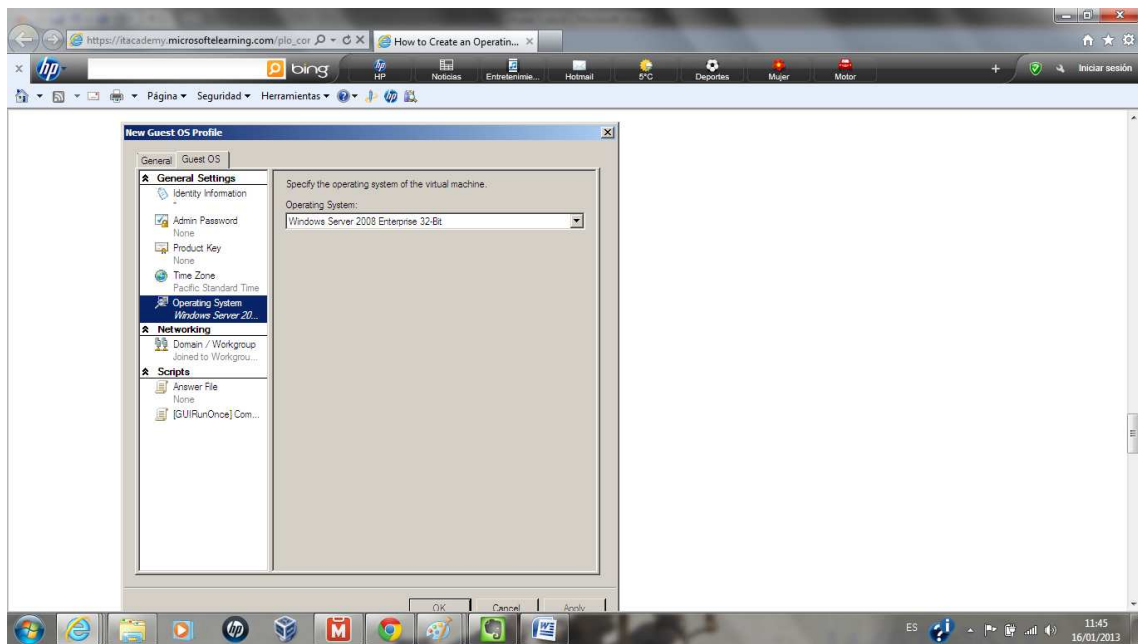 https://itacademy.microsoftelearning.com/plo_cor
How to Create an Operatin...
hp
bing
HP
Noticias
Entretenimie...
Hotmail
5°C
Deportes
Mujer
Motor
Iniciar sesión
Página Seguridad Herramientas
New Guest OS Profile
General Guest OS
General Settings
Identity Information
Admin Password
None
Product Key
None
Time Zone
Pacific Standard Time
Operating System
Windows Server 20...
Networking
Domain / Workgroup
Joined to Workgrou...
Scripts
Answer File
None
[GUIRunOnce] Com...
Specify the operating system of the virtual machine.
Operating System:
Windows Server 2008 Enterprise 32-Bit
OK Cancel Apply
ES
11:45
16/01/2013